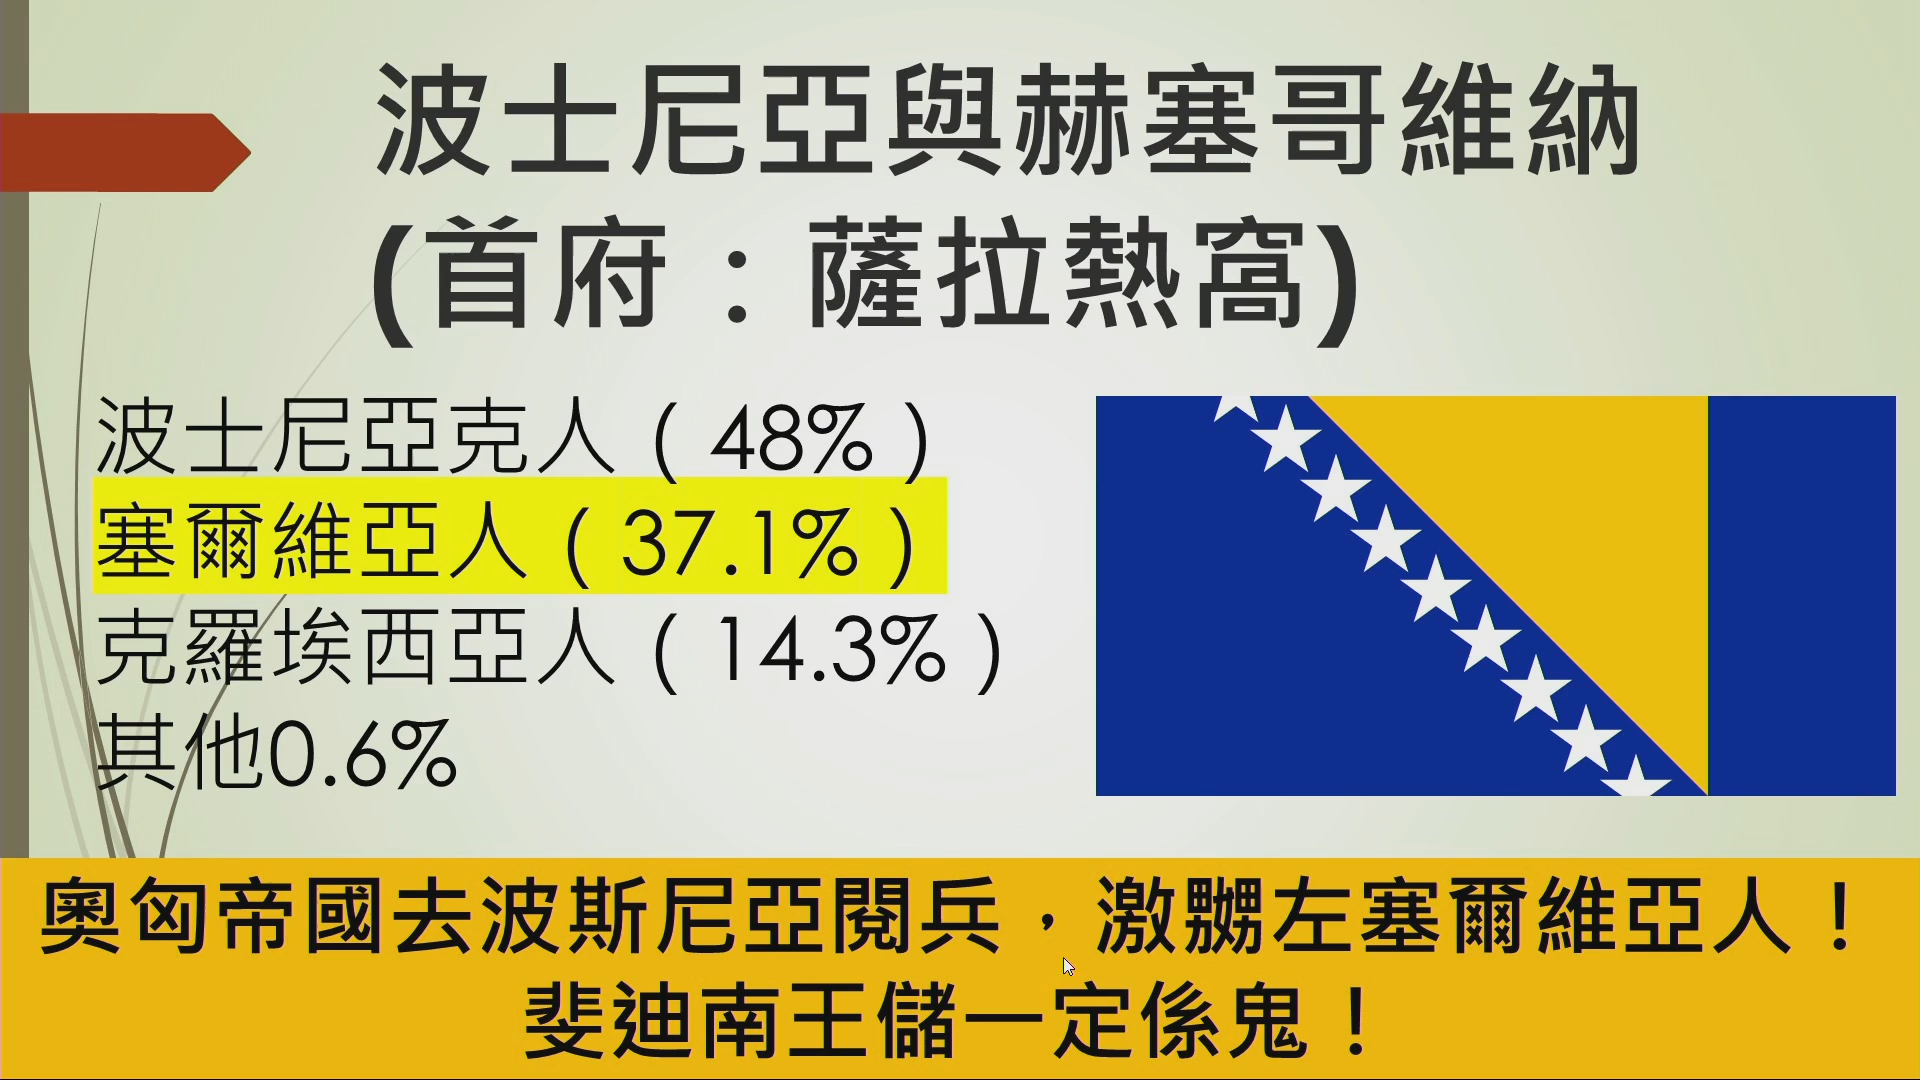 波士尼亞與赫塞哥維納
(首府：薩拉熱窩)
波士尼亞克人（48%）
塞爾維亞人（37.1%）
克羅埃西亞人（14.3%）
其他0.6%
奧匈帝國去波斯尼亞閱兵，激嬲左塞爾維亞人！
斐迪南王儲一定係鬼！